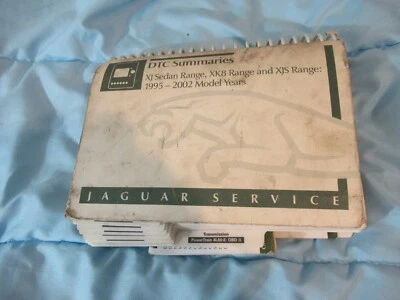 DTC Summaries
XJ Sedan Range, XK8 Range and XJS Range:
1995 – 2002 Model Years
JAGUAR SERVICE
Transmission